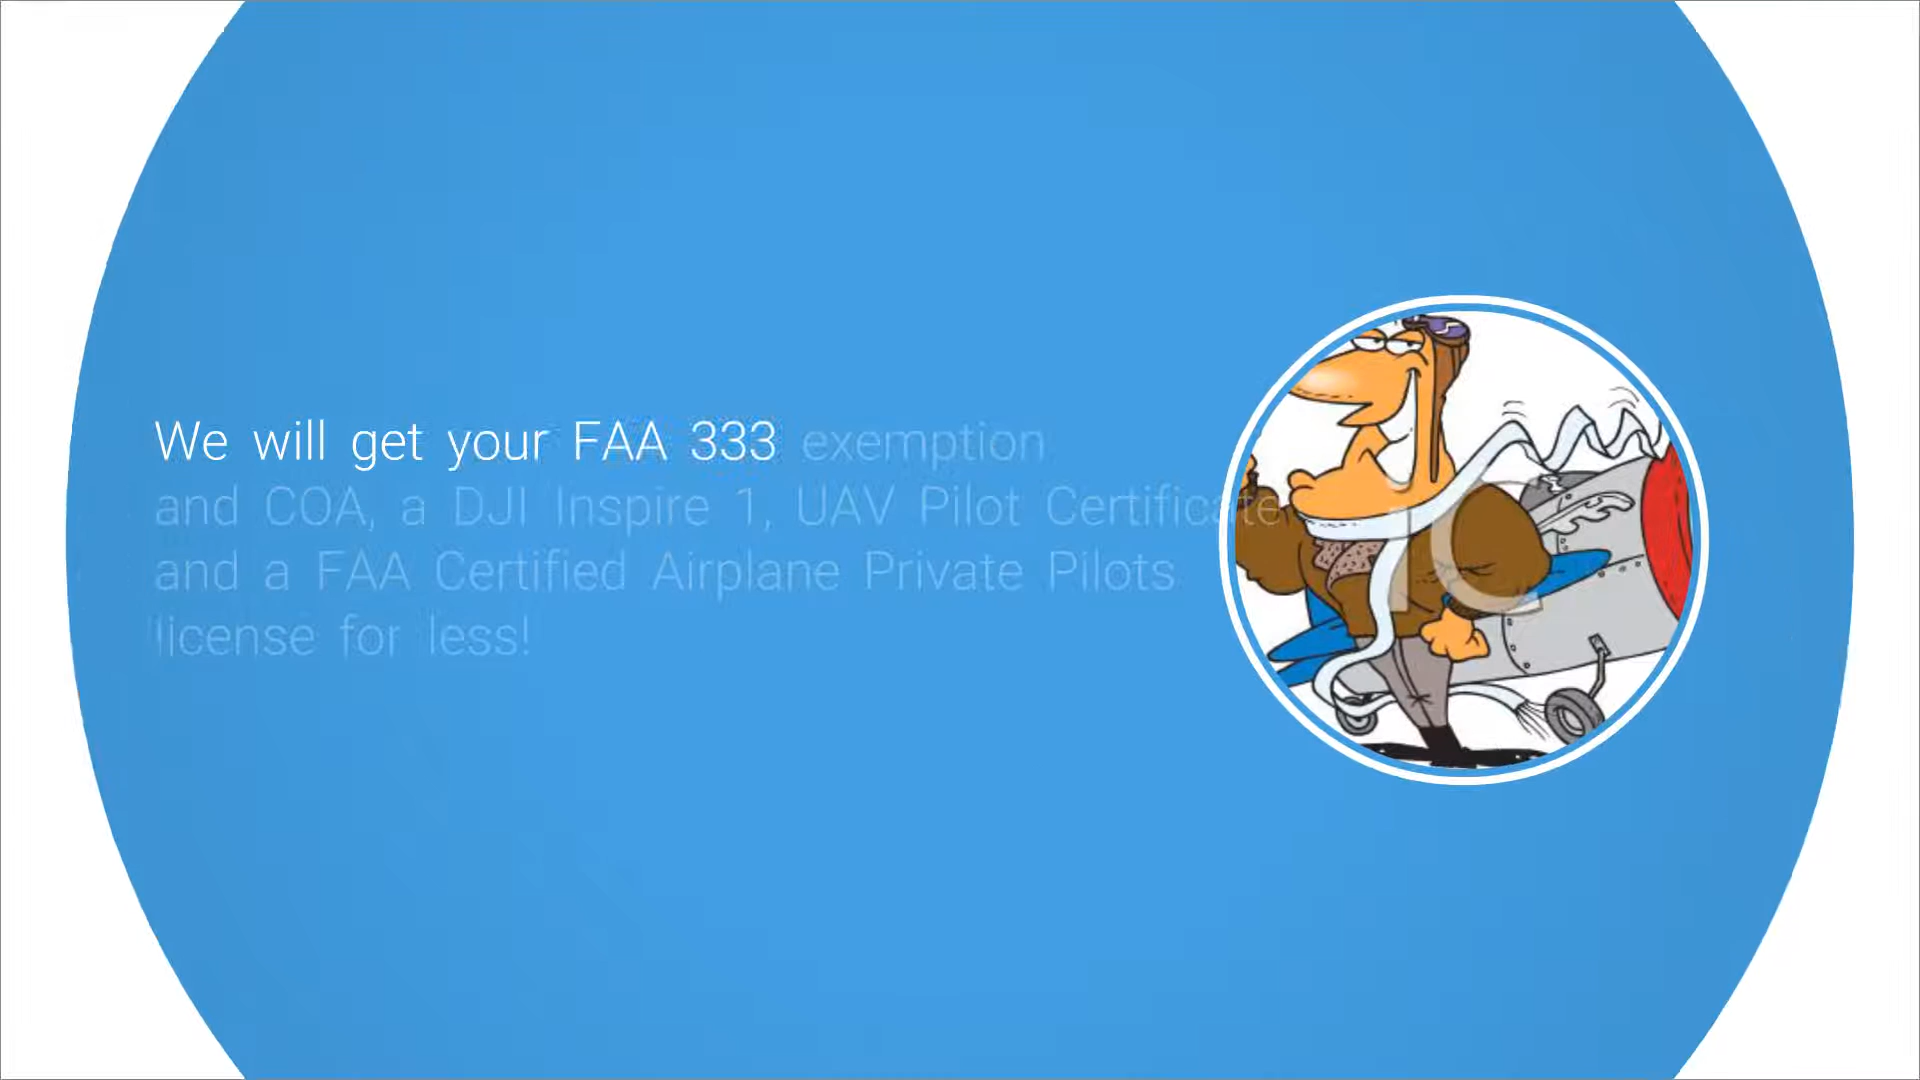 We will get your FAA 333 exemption
and COA, a DJI Inspire 1, UAV Pilot Certificate
and a FAA Certified Airplane Private Pilots
license for less!